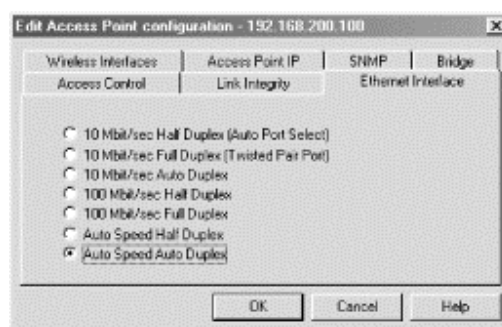 Edit Access Point configuration - 192.168.200.100
Wireless Interfaces Access Point IP SNMP Bridge
Access Control Link Integrity Ethernet Interface
10 Mbit/sec Half Duplex (Auto Port Select)
10 Mbit/sec Full Duplex (Twisted Pair Port)
10 Mbit/sec Auto Duplex
100 Mbit/sec Half Duplex
100 Mbit/sec Full Duplex
Auto Speed Half Duplex
Auto Speed Auto Duplex
OK Cancel Help